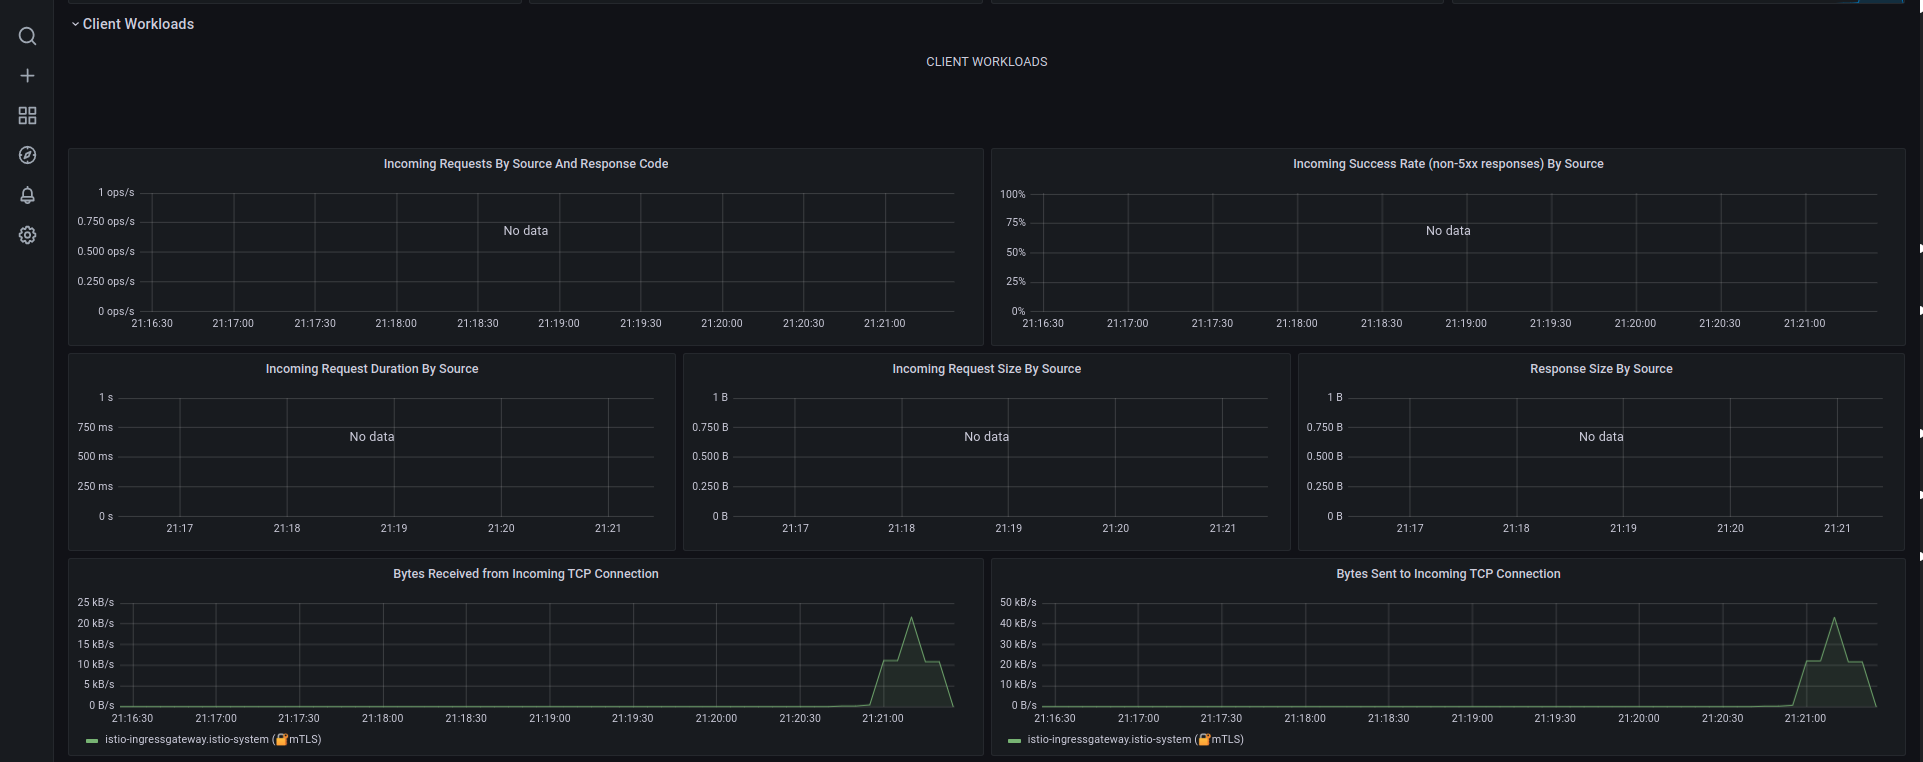 Client Workloads
CLIENT WORKLOADS
Incoming Requests By Source And Response Code
1 ops/s
0.750 ops/s
0.500 ops/s
0.250 ops/s
0 ops/s
No data
21:16:30 21:17:00 21:17:30 21:18:00 21:18:30 21:19:00 21:19:30 21:20:00 21:20:30 21:21:00
Incoming Success Rate (non-5xx responses) By Source
100%
75%
50%
25%
0%
No data
21:16:30 21:17:00 21:17:30 21:18:00 21:18:30 21:19:00 21:19:30 21:20:00 21:20:30 21:21:00
Incoming Request Duration By Source
1 s
750 ms
500 ms
250 ms
0 s
No data
21:17 21:18 21:19 21:20 21:21
Incoming Request Size By Source
1 B
0.750 B
0.500 B
0.250 B
0 B
No data
21:17 21:18 21:19 21:20 21:21
Response Size By Source
1 B
0.750 B
0.500 B
0.250 B
0 B
No data
21:17 21:18 21:19 21:20 21:21
Bytes Received from Incoming TCP Connection
25 kB/s
20 kB/s
15 kB/s
10 kB/s
5 kB/s
0 B/s
21:16:30 21:17:00 21:17:30 21:18:00 21:18:30 21:19:00 21:19:30 21:20:00 21:20:30 21:21:00
istio-ingressgateway.istio-system (🔐mTLS)
Bytes Sent to Incoming TCP Connection
50 kB/s
40 kB/s
30 kB/s
20 kB/s
10 kB/s
0 B/s
21:16:30 21:17:00 21:17:30 21:18:00 21:18:30 21:19:00 21:19:30 21:20:00 21:20:30 21:21:00
istio-ingressgateway.istio-system (🔐mTLS)